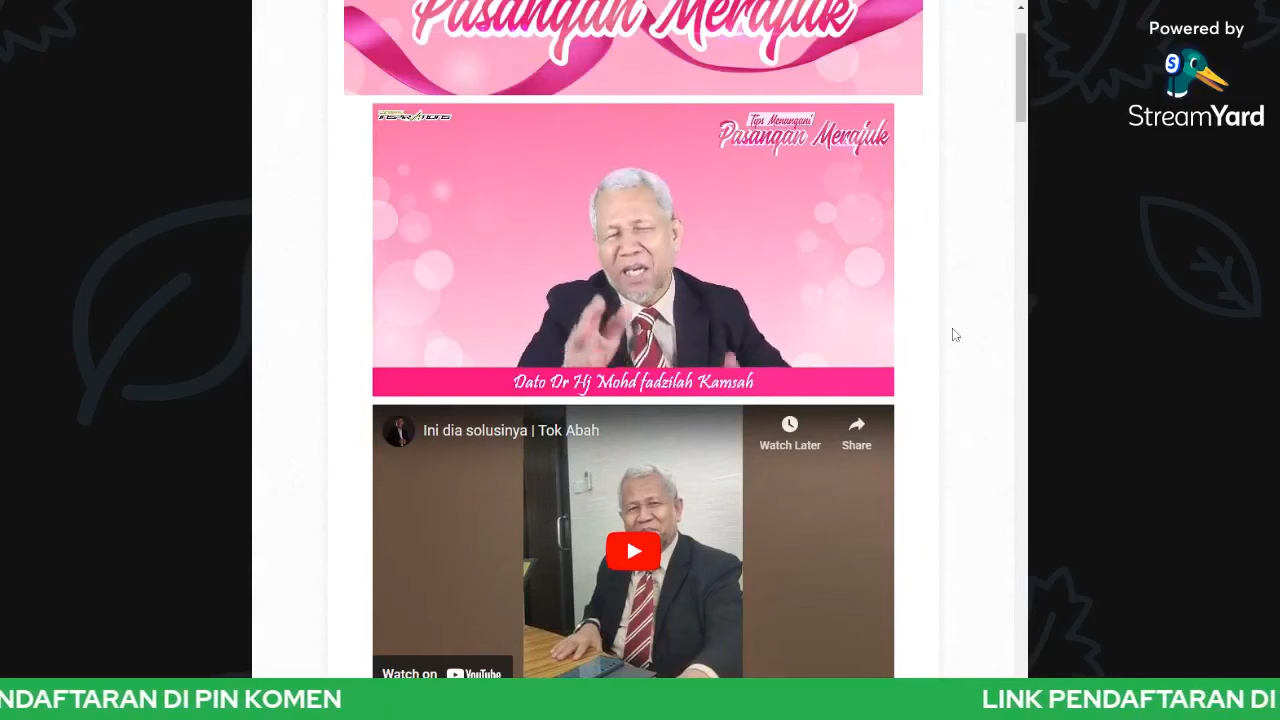 Pasangan Merajuk
Powered by
StreamYard
Tips Menangani
Pasangan Merajuk
Dato Dr Hj Mohd fadzilah Kamsah
Ini dia solusinya | Tok Abah
Watch Later
Share
Watch on YouTube
NDAFTARAN DI PIN KOMEN
LINK PENDAFTARAN DI